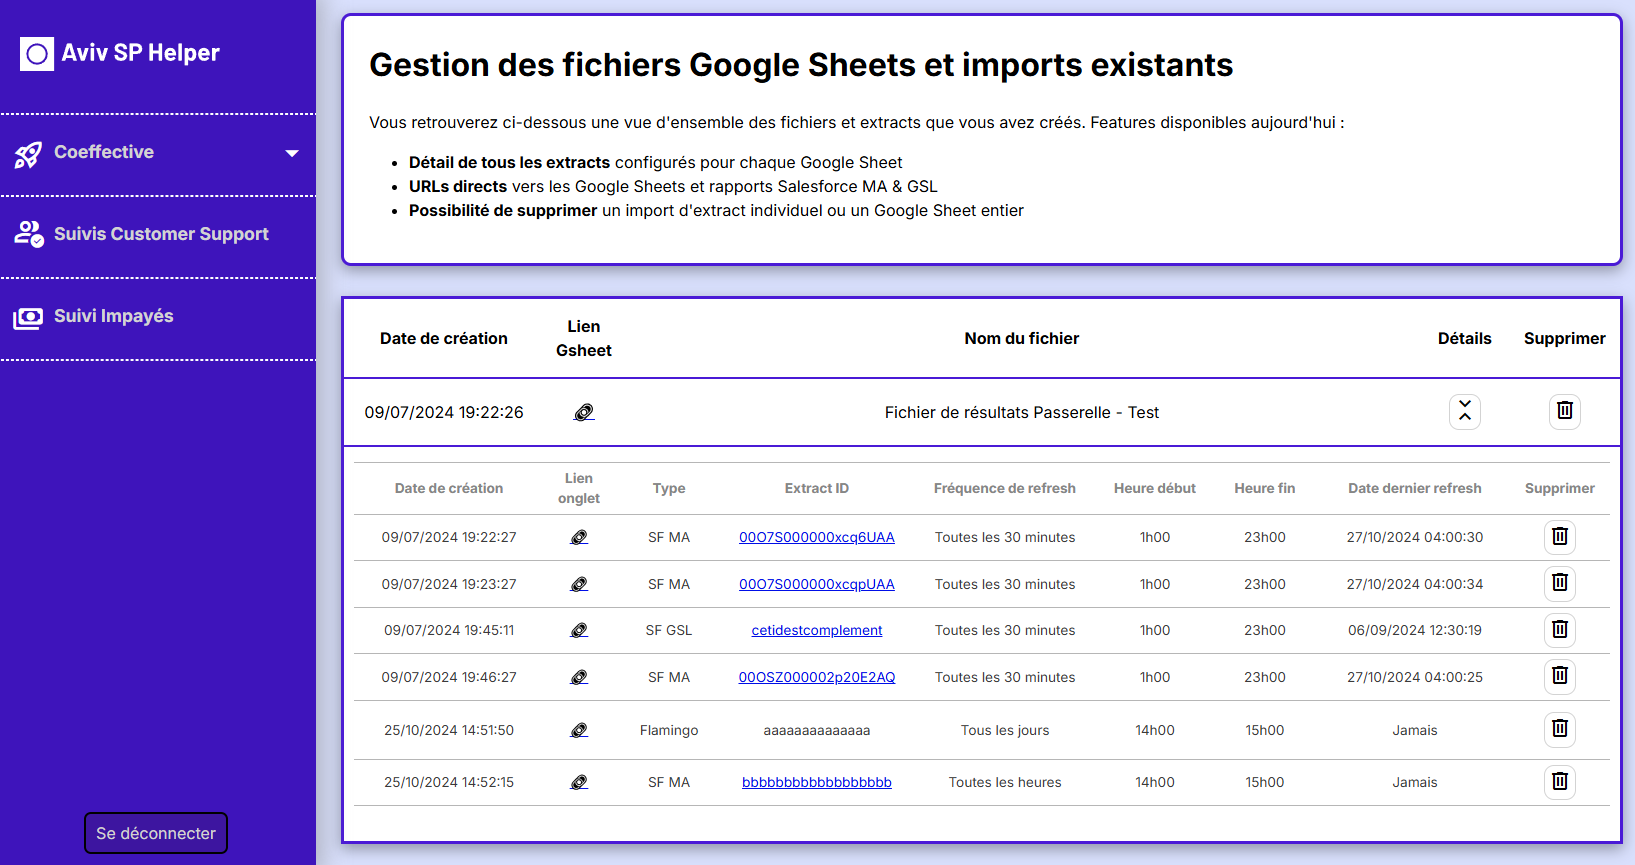 Aviv SP Helper
Coeffective
Suivis Customer Support
Suivi Impayés
Se déconnecter
Gestion des fichiers Google Sheets et imports existants
Vous retrouverez ci-dessous une vue d'ensemble des fichiers et extracts que vous avez créés. Features disponibles aujourd'hui :
• Détail de tous les extracts configurés pour chaque Google Sheet
• URLs directs vers les Google Sheets et rapports Salesforce MA & GSL
• Possibilité de supprimer un import d'extract individuel ou un Google Sheet entier
Date de création Lien Gsheet Nom du fichier Détails Supprimer
09/07/2024 19:22:26 Fichier de résultats Passerelle - Test
Date de création Lien onglet Type Extract ID Fréquence de refresh Heure début Heure fin Date dernier refresh Supprimer
09/07/2024 19:22:27 SF MA 00O7S000000xcq6UAA Toutes les 30 minutes 1h00 23h00 27/10/2024 04:00:30
09/07/2024 19:23:27 SF MA 00O7S000000xcqpUAA Toutes les 30 minutes 1h00 23h00 27/10/2024 04:00:34
09/07/2024 19:45:11 SF GSL cetidestcomplement Toutes les 30 minutes 1h00 23h00 06/09/2024 12:30:19
09/07/2024 19:46:27 SF MA 00OSZ000002p20E2AQ Toutes les 30 minutes 1h00 23h00 27/10/2024 04:00:25
25/10/2024 14:51:50 Flamingo aaaaaaaaaaaaaa Tous les jours 14h00 15h00 Jamais
25/10/2024 14:52:15 SF MA bbbbbbbbbbbbbbbbbb Toutes les heures 14h00 15h00 Jamais